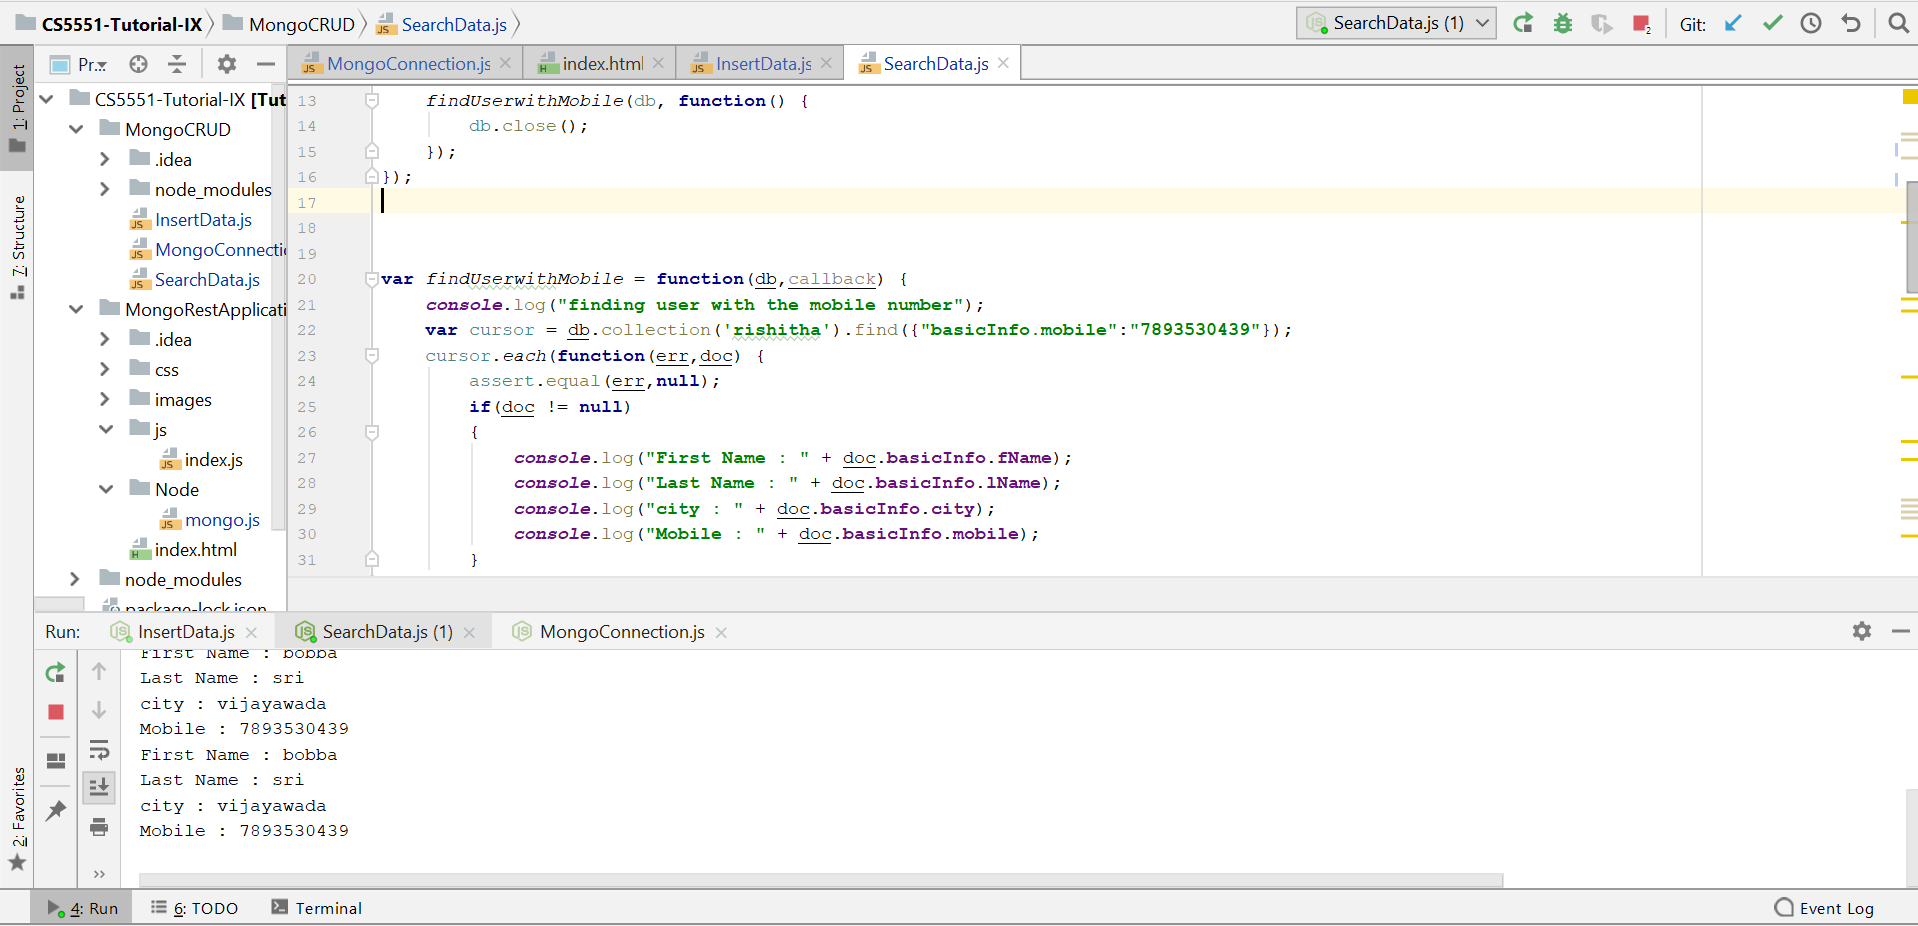 CS5551-Tutorial-IX MongoCRUD SearchData.js SearchData.js (1) Git:
Pr... MongoConnection.js index.html InsertData.js SearchData.js
1: Project
7: Structure
2: Favorites
CS5551-Tutorial-IX [Tut
MongoCRUD
.idea
node_modules
InsertData.js
MongoConnectio
SearchData.js
MongoRestApplicati
.idea
css
images
js
index.js
Node
mongo.js
index.html
node_modules
package-lock.json
13 findUserwithMobile(db, function() {
14 db.close();
15 });
16 });
17
18
19
20 var findUserwithMobile = function(db,callback) {
21 console.log("finding user with the mobile number");
22 var cursor = db.collection('rishitha').find({"basicInfo.mobile":"7893530439"});
23 cursor.each(function(err,doc) {
24 assert.equal(err,null);
25 if(doc != null)
26 {
27 console.log("First Name : " + doc.basicInfo.fName);
28 console.log("Last Name : " + doc.basicInfo.lName);
29 console.log("city : " + doc.basicInfo.city);
30 console.log("Mobile : " + doc.basicInfo.mobile);
31 }
Run: InsertData.js SearchData.js (1) MongoConnection.js
First Name : bobba
Last Name : sri
city : vijayawada
Mobile : 7893530439
First Name : bobba
Last Name : sri
city : vijayawada
Mobile : 7893530439
4: Run 6: TODO Terminal Event Log